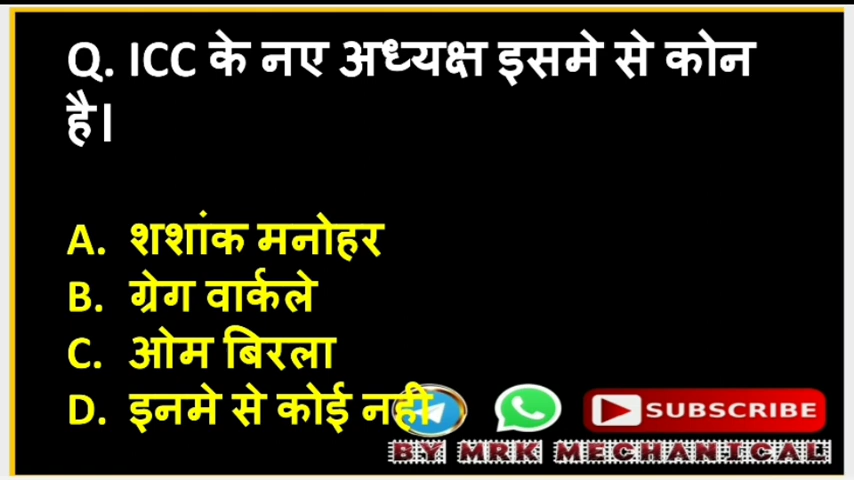 Q. ICC के नए अध्यक्ष इसमे से कोन
है।
A. शशांक मनोहर
B. ग्रेग वार्कले
C. ओम बिरला
D. इनमे से कोई नही
SUBSCRIBE
BY MRK MECHANICAL